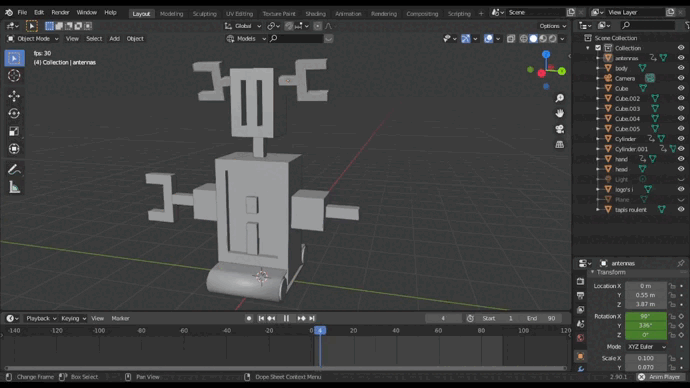 File Edit Render Window Help Layout Modeling Sculpting UV Editing Texture Paint Shading Animation Rendering Compositing Scripting Scene View Layer
Global Options
Object Mode View Select Add Object Models
fps: 30
(4) Collection | antennas
Scene Collection
Collection
antennas
body
Camera
Cube
Cube.002
Cube.003
Cube.004
Cube.005
Cylinder
Cylinder.001
hand
head
Light
logo's i
Plane
tapis roulent
antennas
Transform
Location X 0 m
Y 0.55 m
Z 3.87 m
Rotation X 90°
Y 336°
Z 0°
Mode XYZ Euler
Scale X 0.100
Y 0.070
Playback Keying View Marker 4 Start 1 End 90
-140 -120 -100 -80 -60 -40 -20 0 4 20 40 60 80 100 120
Change Frame Box Select Pan View Dope Sheet Context Menu 2.90.1 Anim Player